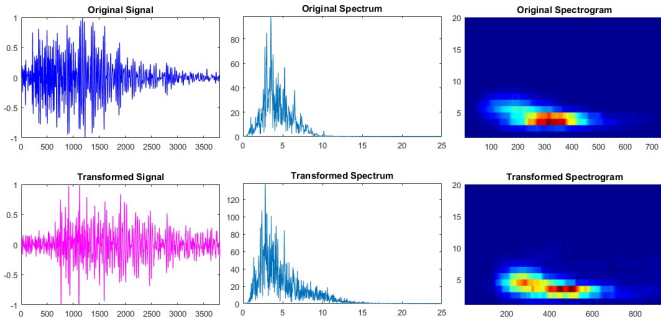 Original Signal
1
0.5
0
-0.5
-1
0 500 1000 1500 2000 2500 3000 3500
Original Spectrum
80
60
40
20
0
0 5 10 15 20 25
Original Spectrogram
20
15
10
5
100 200 300 400 500 600 700
Transformed Signal
1
0.5
0
-0.5
-1
0 500 1000 1500 2000 2500 3000 3500
Transformed Spectrum
120
100
80
60
40
20
0
0 5 10 15 20 25
Transformed Spectrogram
20
15
10
5
200 400 600 800